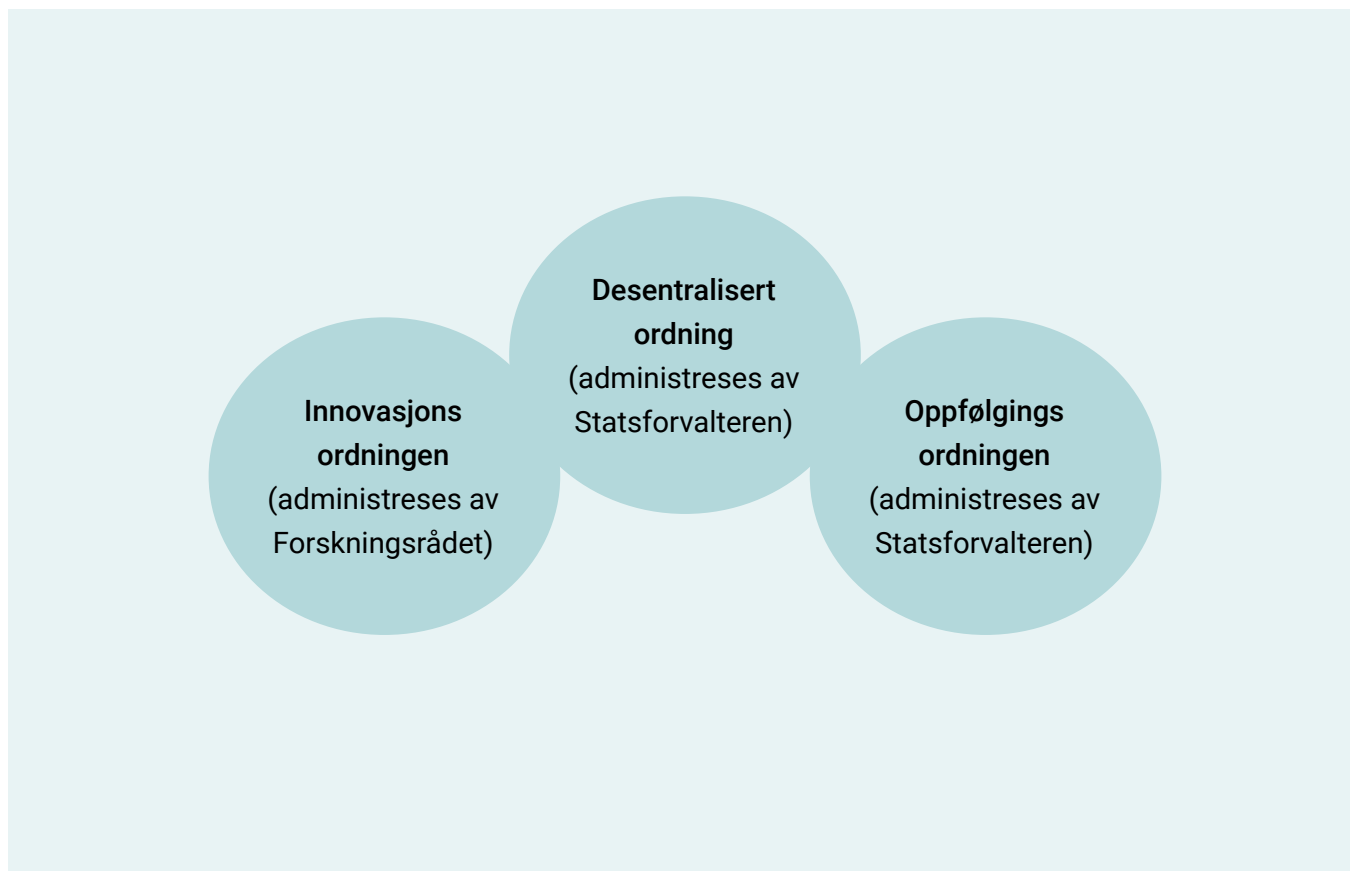 Innovasjons
ordningen
(administreses av
Forskningsrådet)
Desentralisert
ordning
(administreses av
Statsforvalteren)
Oppfølgings
ordningen
(administreses av
Statsforvalteren)